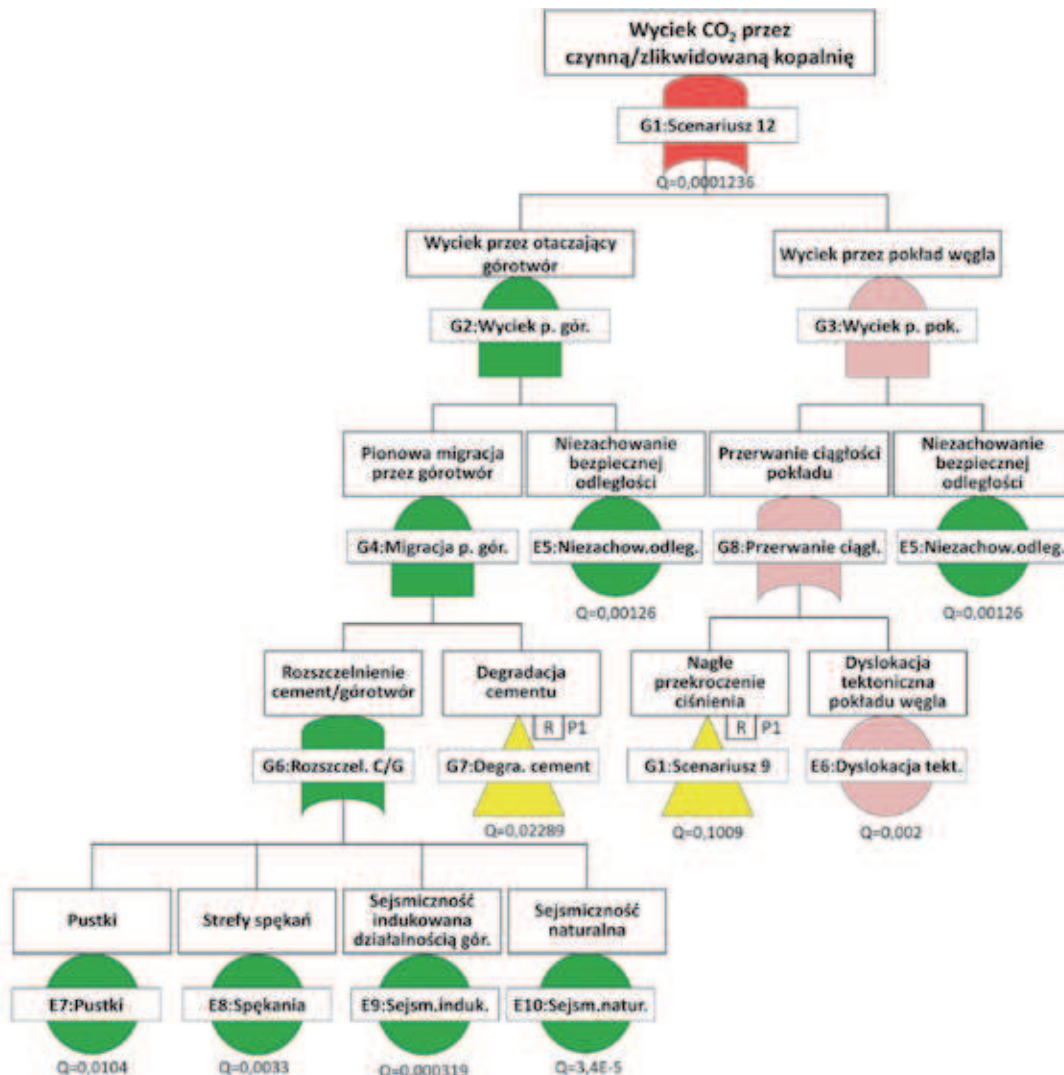 Wyciek CO₂ przez
czynną/zlikwidowaną kopalnię
G1:Scenariusz 12
Q=0,0001236
Wyciek przez otaczający
górotwór
Wyciek przez pokład węgla
G2:Wyciek p. gór.
G3:Wyciek p. pok.
Pionowa migracja
przez górotwór
Niezachowanie
bezpiecznej
odległości
Przerwanie ciągłości
pokładu
Niezachowanie
bezpiecznej
odległości
G4:Migracja p. gór.
E5:Niezachow.odleg.
G8:Przerwanie ciągł.
E5:Niezachow.odleg.
Q=0,00126
Q=0,00126
Rozszczelnienie
cement/górotwór
Degradacja
cementu
Nagłe
przekroczenie
ciśnienia
Dyslokacja
tektoniczna
pokładu węgla
R P1
R P1
G6:Rozszczel. C/G
G7:Degra. cement
G1:Scenariusz 9
E6:Dyslokacja tekt.
Q=0,02289
Q=0,1009
Q=0,002
Pustki
Strefy spękań
Sejsmiczność
indukowana
działalnością gór.
Sejsmiczność
naturalna
E7:Pustki
E8:Spękania
E9:Sejsm.induk.
E10:Sejsm.natur.
Q=0,0104
Q=0,0033
Q=0,000319
Q=3,4E-5